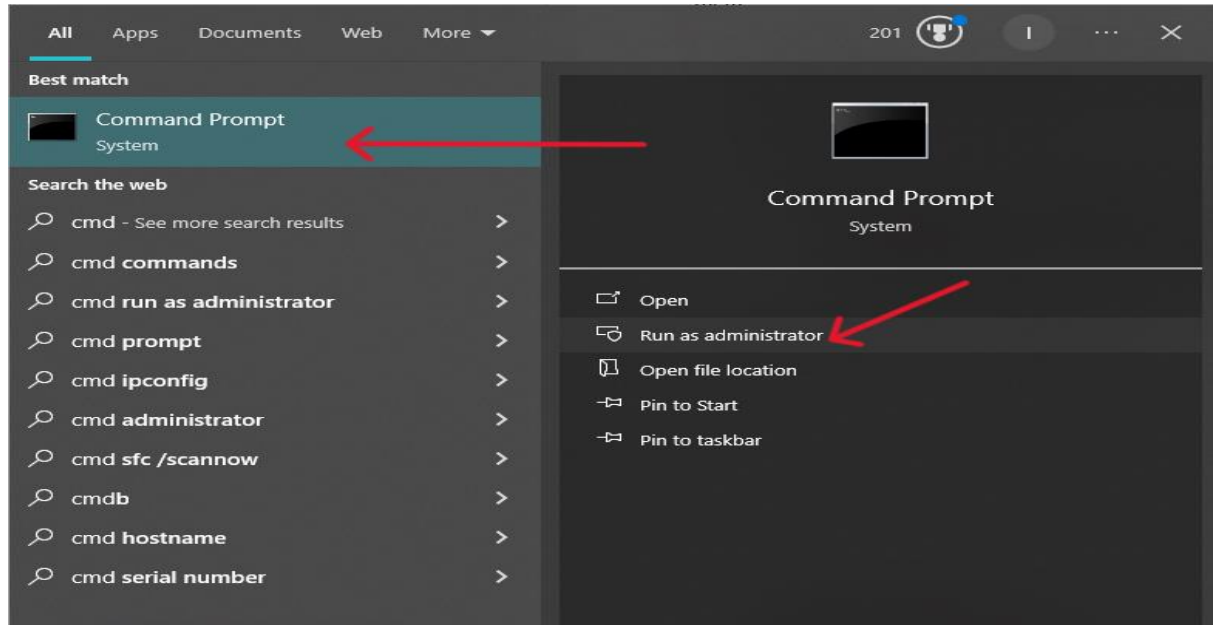 All Apps Documents Web More 201 I ...
Best match
Command Prompt
System
Search the web
cmd - See more search results
cmd commands
cmd run as administrator
cmd prompt
cmd ipconfig
cmd administrator
cmd sfc /scannow
cmdb
cmd hostname
cmd serial number
Command Prompt
System
Open
Run as administrator
Open file location
Pin to Start
Pin to taskbar